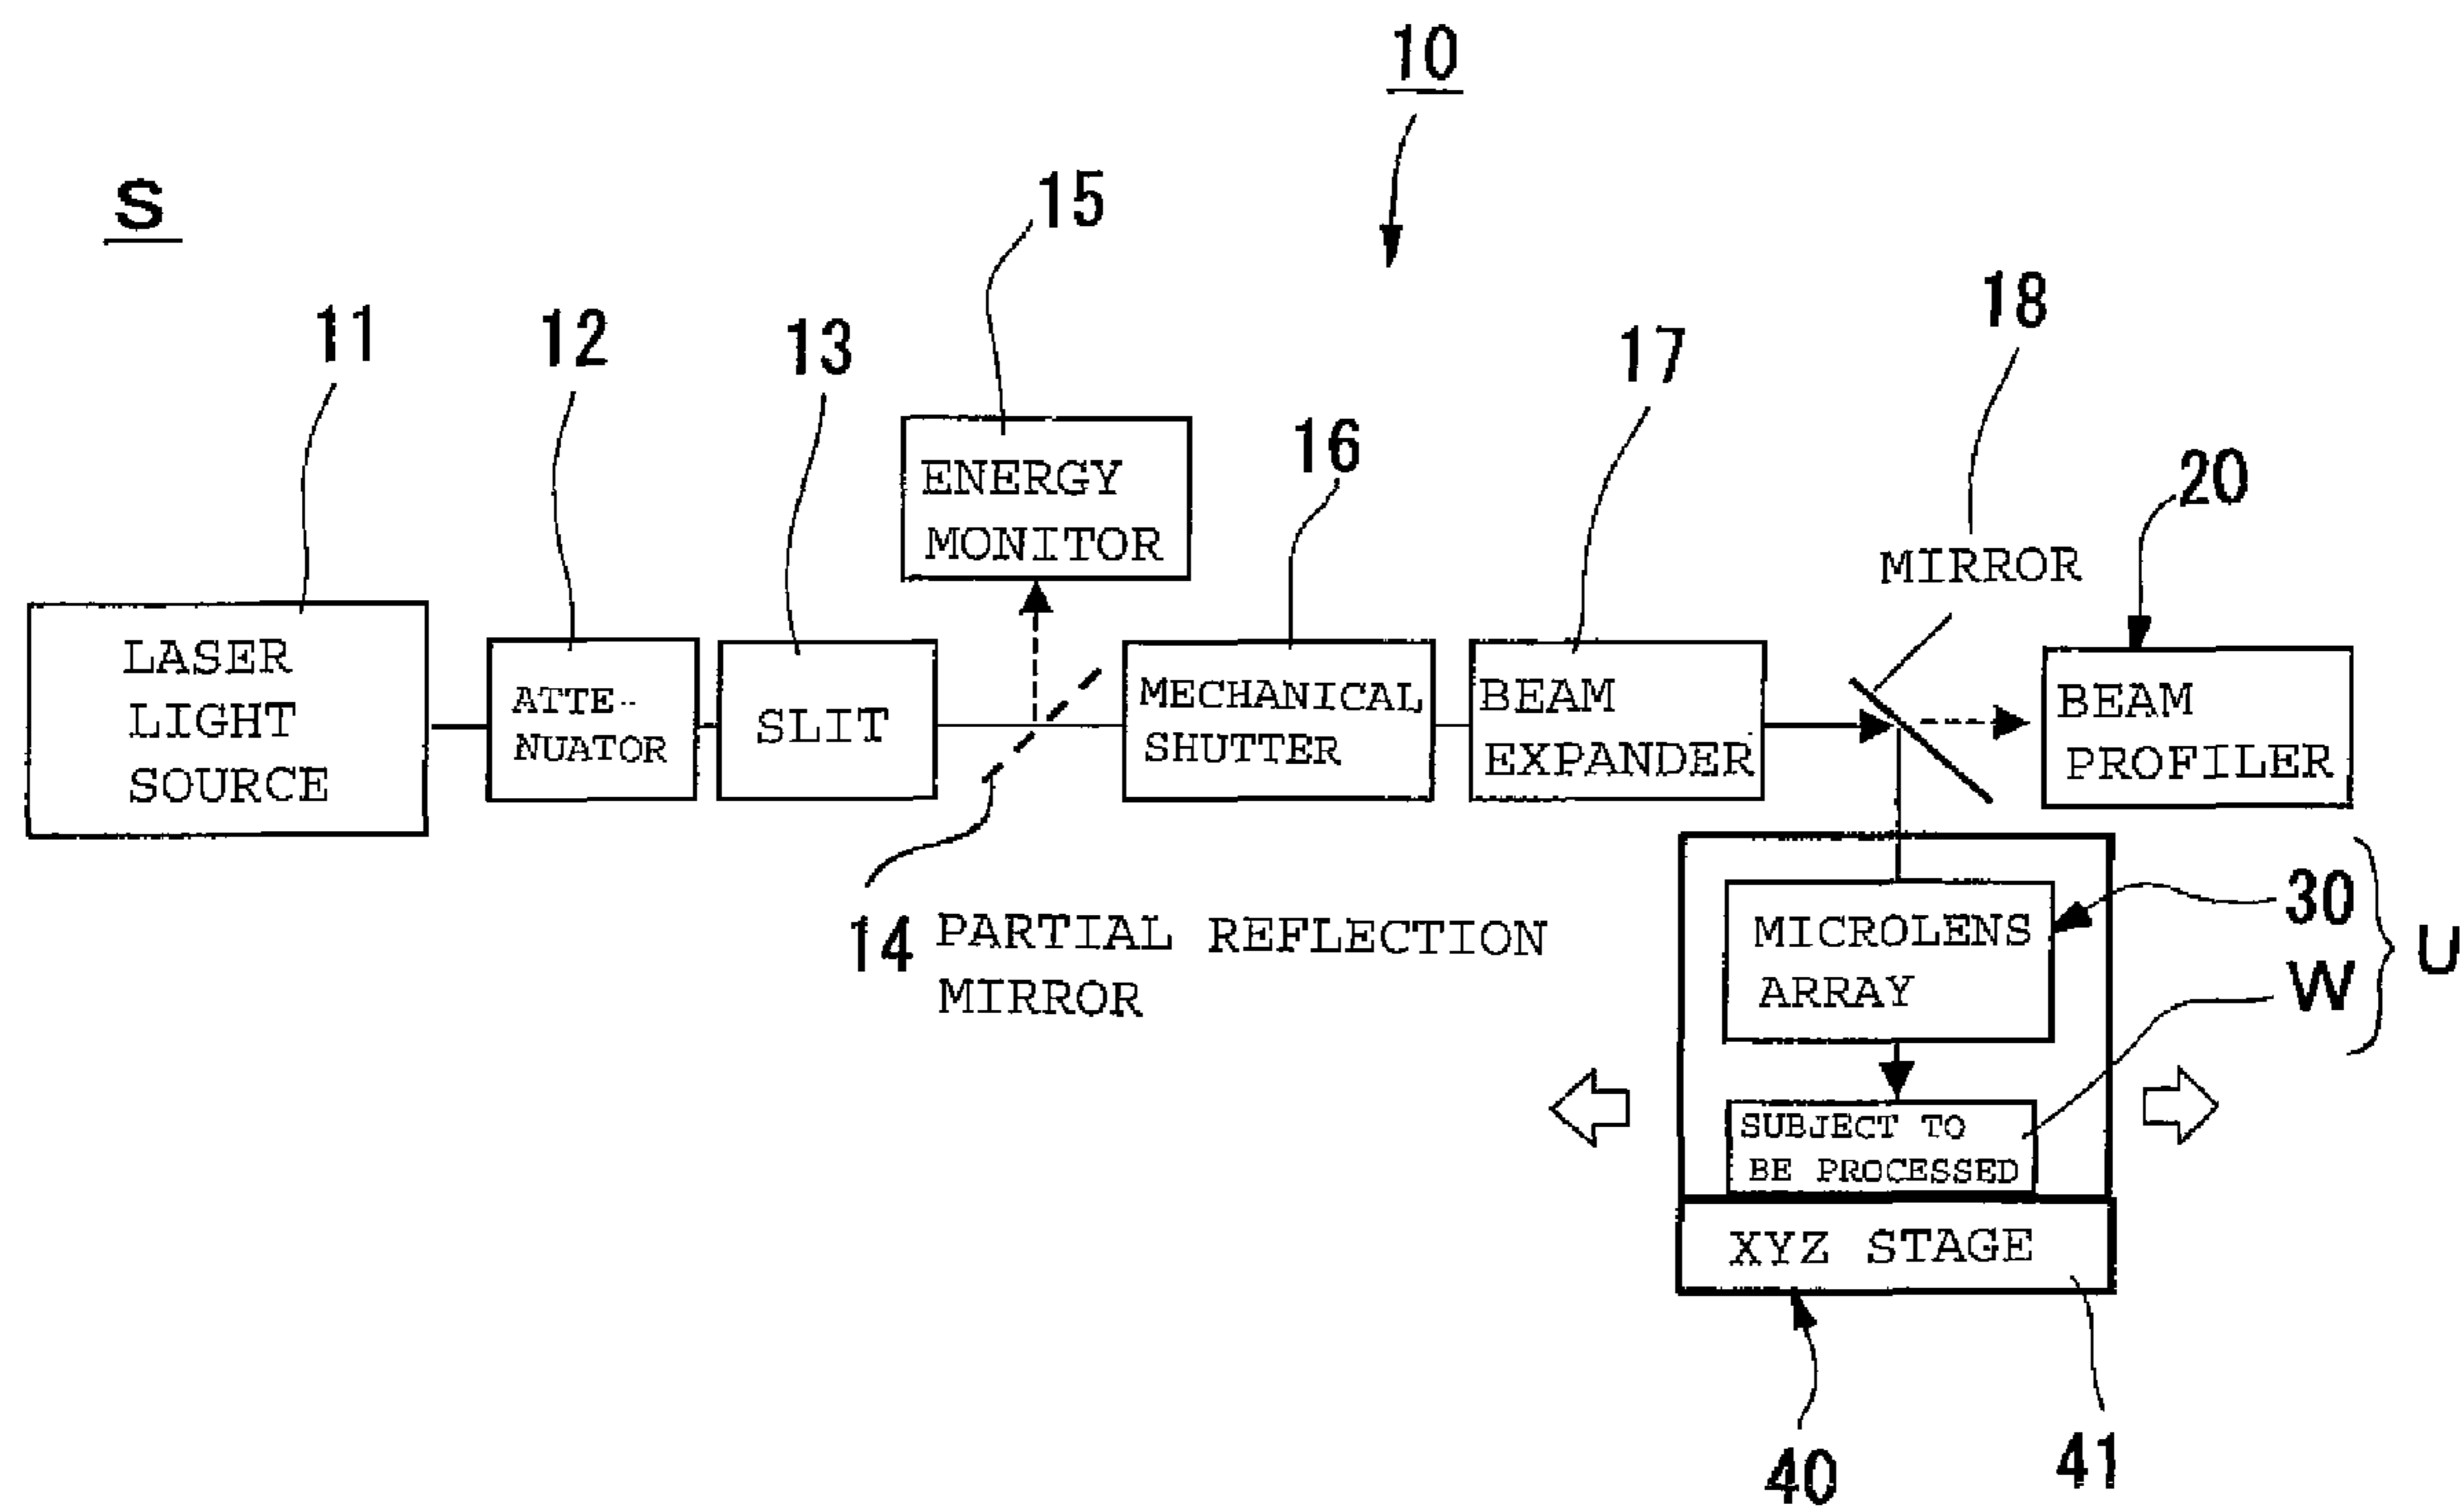 10
S
15
18
11
12
13
17
16
20
ENERGY
MONITOR
MIRROR
LASER
LIGHT
SOURCE
ATTE-
NUATOR
SLIT
MECHANICAL
SHUTTER
BEAM
EXPANDER
BEAM
PROFILER
14 PARTIAL REFLECTION
MIRROR
MICROLENS
ARRAY
30
W
U
SUBJECT TO
BE PROCESSED
XYZ STAGE
40
41